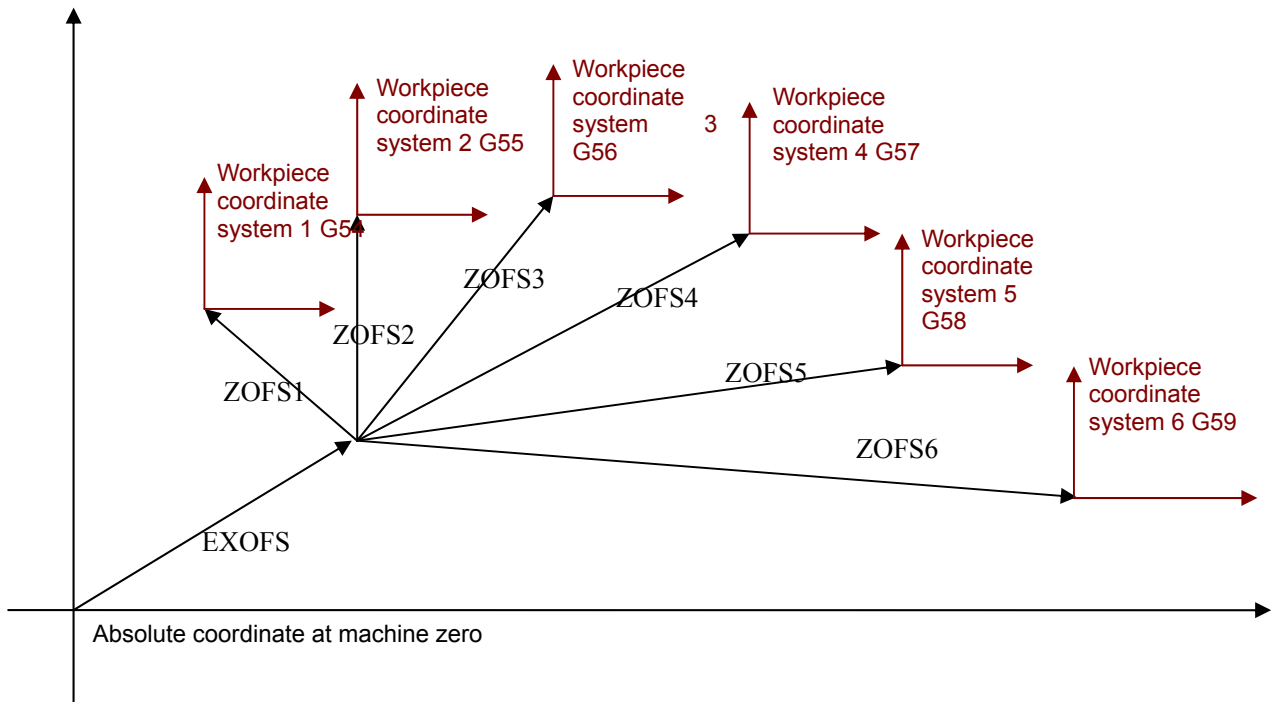 Workpiece
coordinate
system 1 G54
Workpiece
coordinate
system 2 G55
Workpiece
coordinate
system 3
G56
Workpiece
coordinate
system 4 G57
Workpiece
coordinate
system 5
G58
Workpiece
coordinate
system 6 G59
ZOFS1
ZOFS2
ZOFS3
ZOFS4
ZOFS5
ZOFS6
EXOFS
Absolute coordinate at machine zero